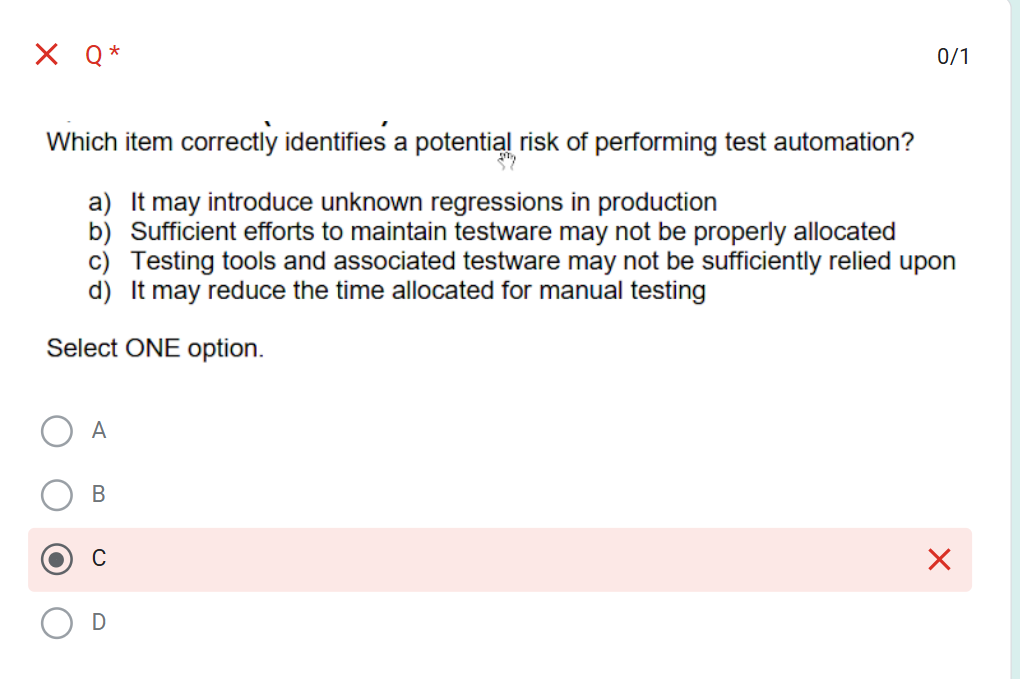 Q *
0/1
Which item correctly identifies a potential risk of performing test automation?
a) It may introduce unknown regressions in production
b) Sufficient efforts to maintain testware may not be properly allocated
c) Testing tools and associated testware may not be sufficiently relied upon
d) It may reduce the time allocated for manual testing
Select ONE option.
A
B
C
D